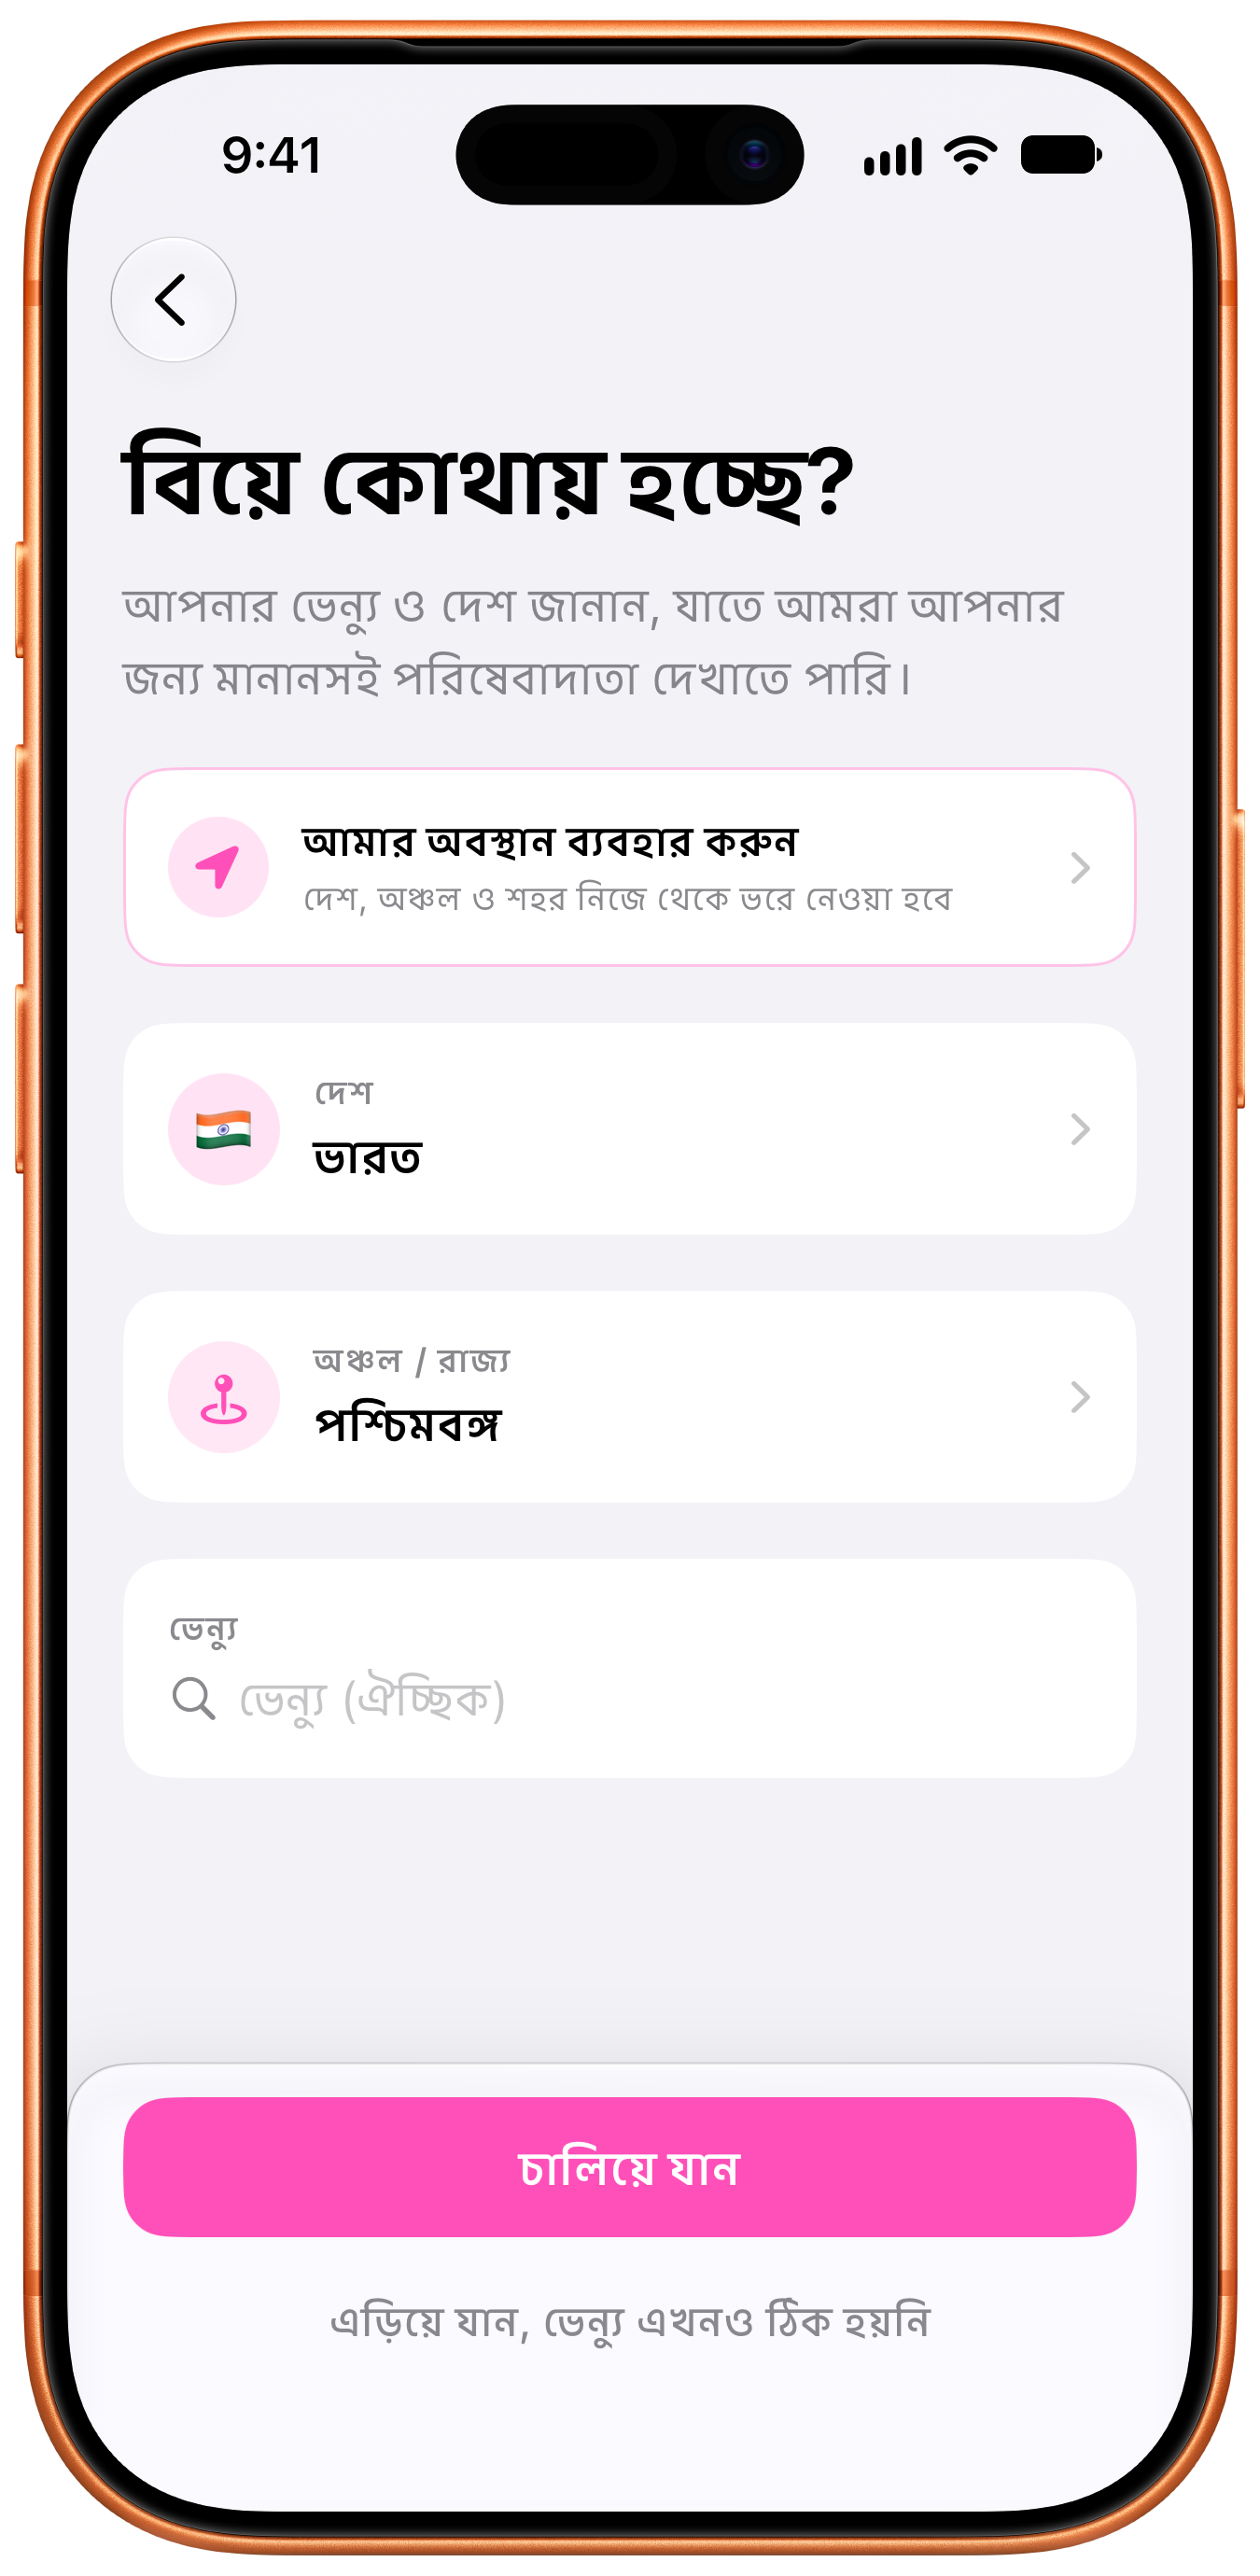 9:41
বিয়ে কোথায় হচ্ছে?
আপনার ভেন্যু ও দেশ জানান, যাতে আমরা আপনার
জন্য মানানসই পরিষেবাদাতা দেখাতে পারি।
আমার অবস্থান ব্যবহার করুন
দেশ, অঞ্চল ও শহর নিজে থেকে ভরে নেওয়া হবে
দেশ
ভারত
অঞ্চল / রাজ্য
পশ্চিমবঙ্গ
ভেন্যু
ভেন্যু (ঐচ্ছিক)
চালিয়ে যান
এড়িয়ে যান, ভেন্যু এখনও ঠিক হয়নি